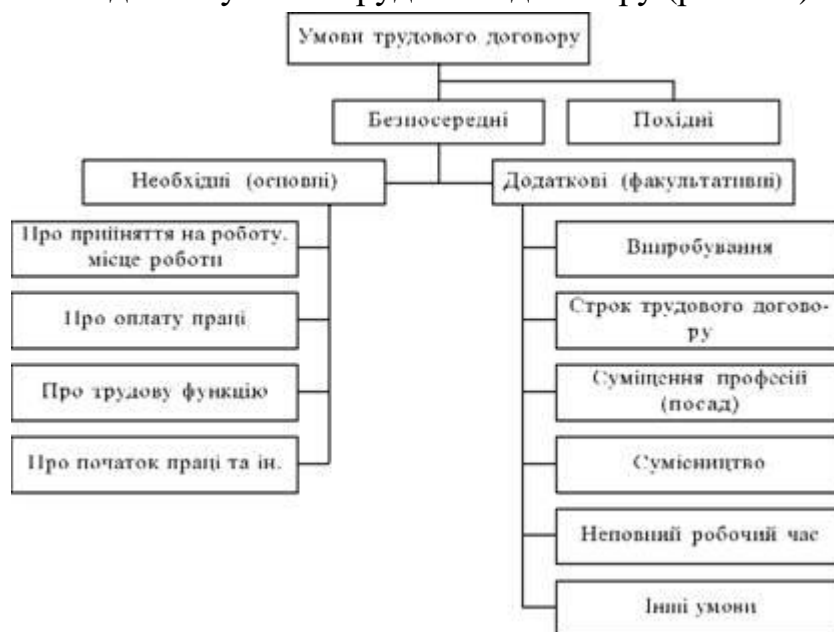 Умови трудового договору
Безпосередні
Похідні
Необхідні (основні)
Додаткові (факультативні)
Про прийняття на роботу.
місце роботи
Про оплату праці
Про трудову функцію
Про початок праці та ін.
Випробування
Строк трудового догово-
ру
Суміщення професій
(посад)
Сумісництво
Неповний робочий час
Інші умови